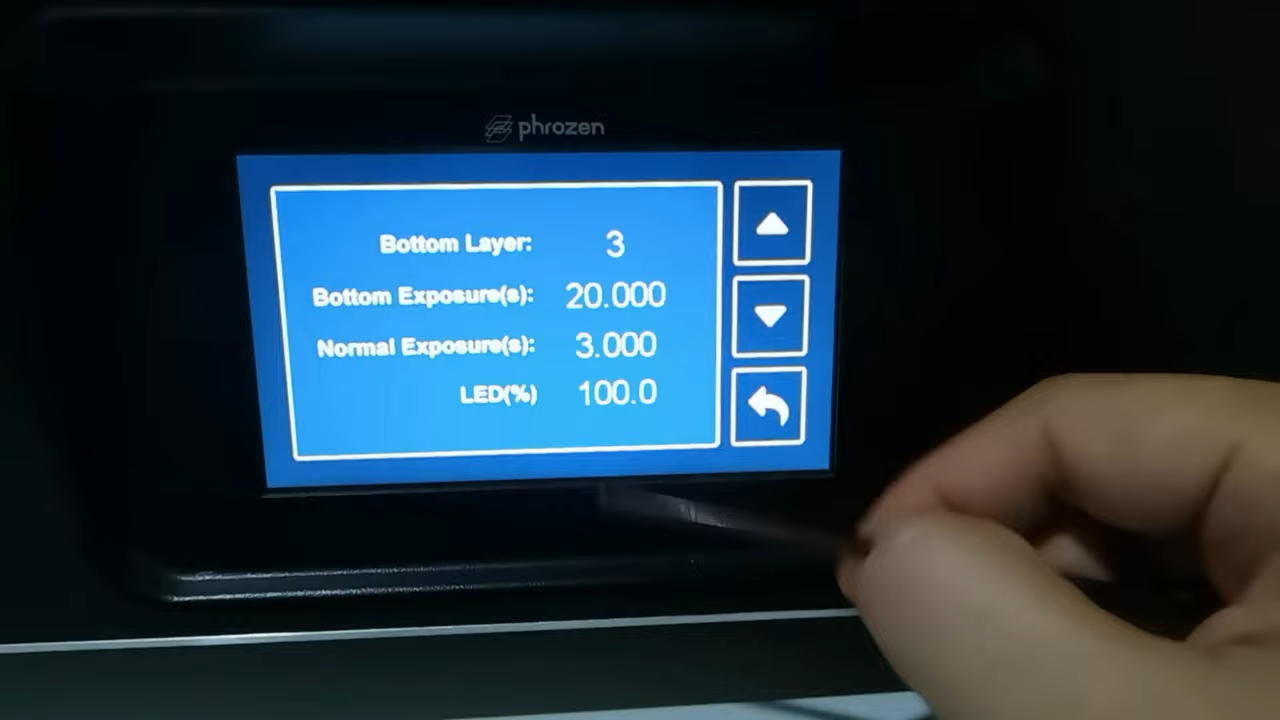 phrozen
Bottom Layer: 3
Bottom Exposure(s): 20.000
Normal Exposure(s): 3.000
LED(%) 100.0